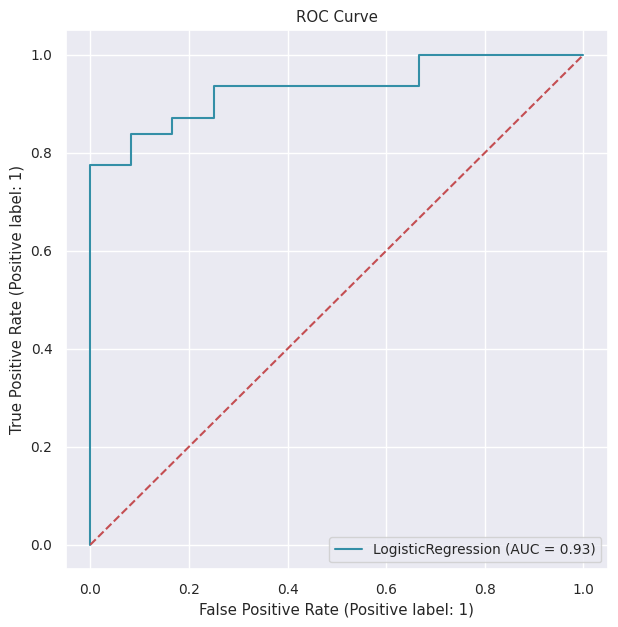 ROC Curve
True Positive Rate (Positive label: 1)
1.0
0.8
0.6
0.4
0.2
0.0
0.0 0.2 0.4 0.6 0.8 1.0
False Positive Rate (Positive label: 1)
LogisticRegression (AUC = 0.93)